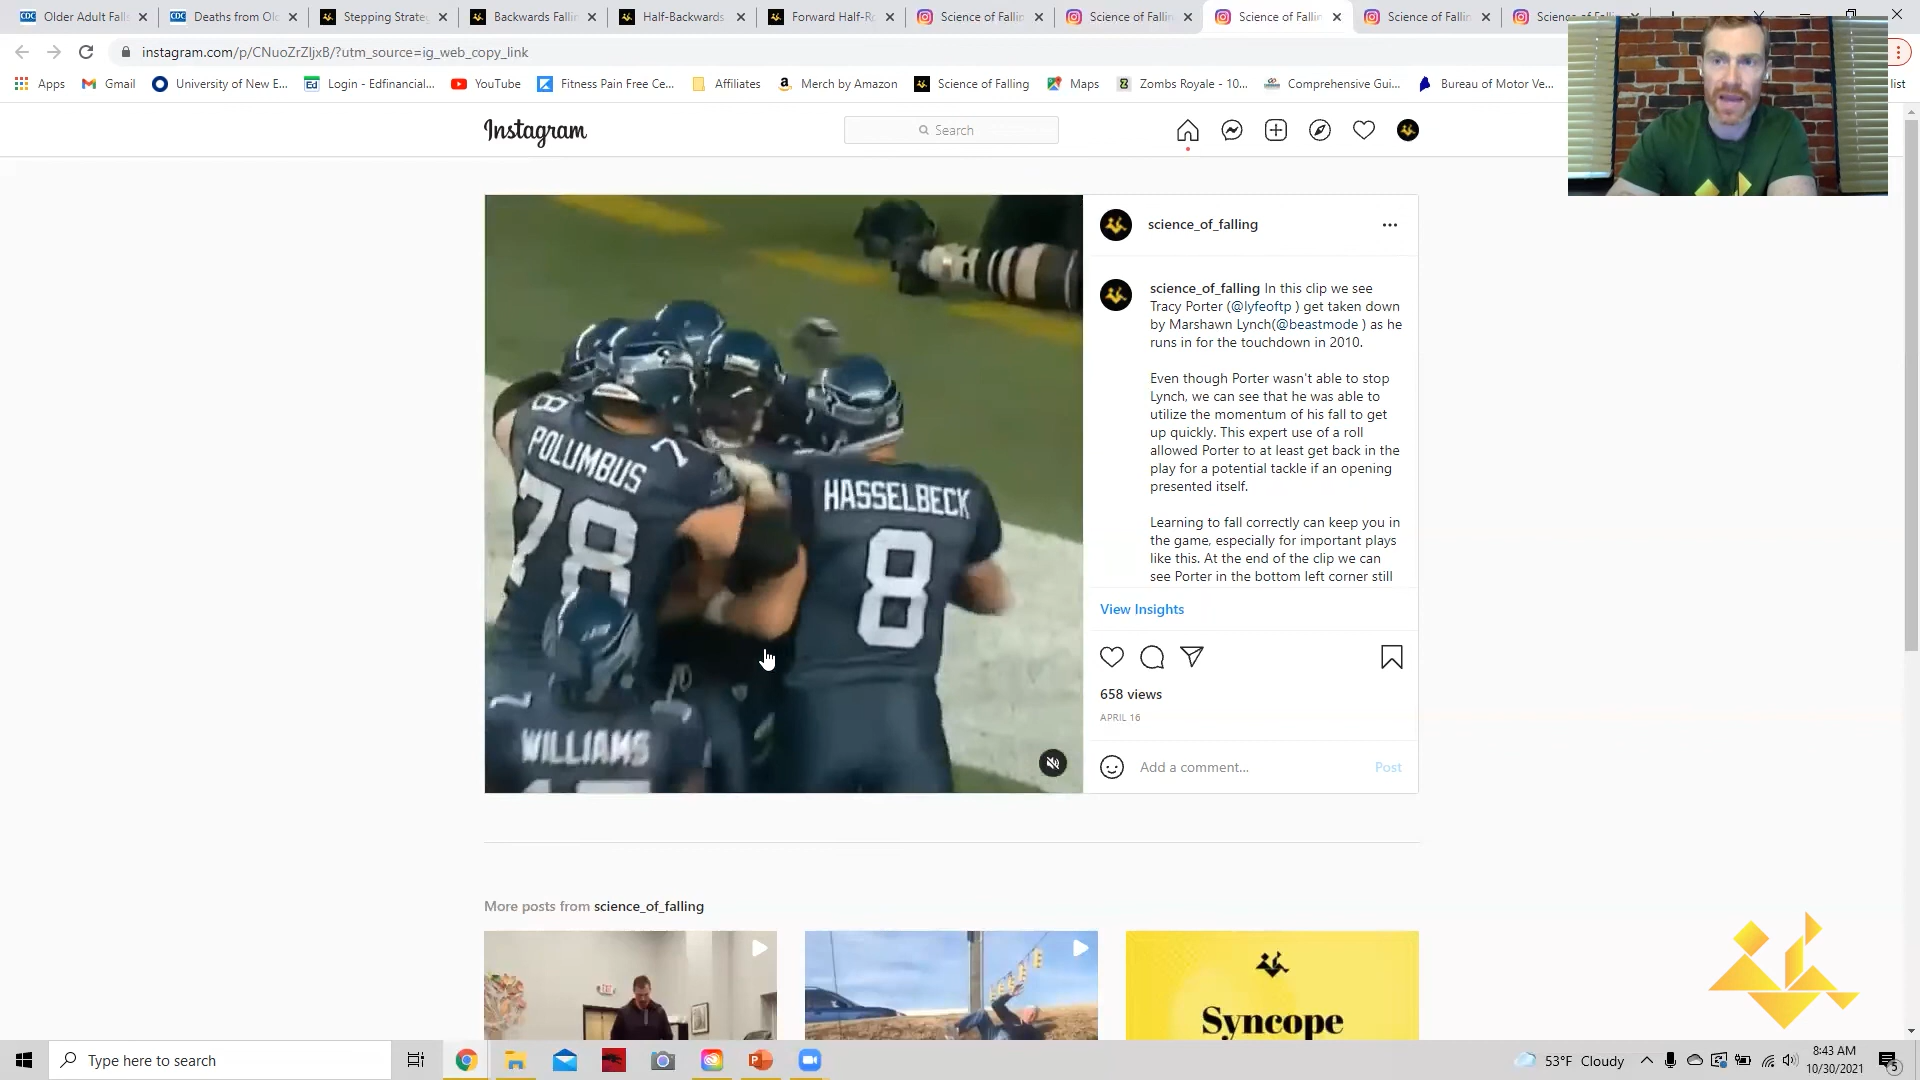 Older Adult Fall
Deaths from Ol
Stepping Strate
Backwards Fallin
Half-Backwards
Forward Half-R
Science of Fallin
Science of Fallin
Science of Fallin
Science of Fallin
Science
instagram.com/p/CNuoZrZljxB/?utm_source=ig_web_copy_link
Apps
Gmail
University of New E...
Login - Edfinancial...
YouTube
Fitness Pain Free Ce...
Affiliates
Merch by Amazon
Science of Falling
Maps
Zombs Royale - 10...
Comprehensive Gui...
Bureau of Motor Ve...
list
Instagram
Search
science_of_falling
science_of_falling In this clip we see
Tracy Porter (@lyfeoftp ) get taken down
by Marshawn Lynch(@beastmode ) as he
runs in for the touchdown in 2010.
Even though Porter wasn't able to stop
Lynch, we can see that he was able to
utilize the momentum of his fall to get
up quickly. This expert use of a roll
allowed Porter to at least get back in the
play for a potential tackle if an opening
presented itself.
Learning to fall correctly can keep you in
the game, especially for important plays
like this. At the end of the clip we can
see Porter in the bottom left corner still
View Insights
658 views
APRIL 16
Add a comment...
Post
8
7
POLUMBUS
78
HASSELBECK
8
WILLIAMS
More posts from science_of_falling
EXIT
Syncope
Type here to search
53°F Cloudy
8:43 AM
10/30/2021
5